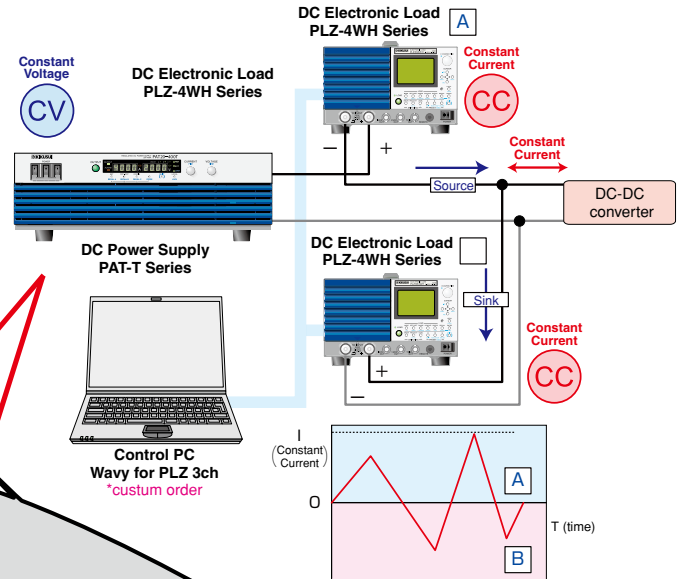 DC Electronic Load
PLZ-4WH Series
A
Constant
Voltage
CV
DC Electronic Load
PLZ-4WH Series
Constant
Current
CC
− +
Constant
Current
Source
DC-DC
converter
DC Power Supply
PAT-T Series
DC Electronic Load
PLZ-4WH Series
Sink
Constant
Current
CC
+
−
Control PC
Wavy for PLZ 3ch
*custum order
I
(Constant
Current)
O
A
T (time)
B